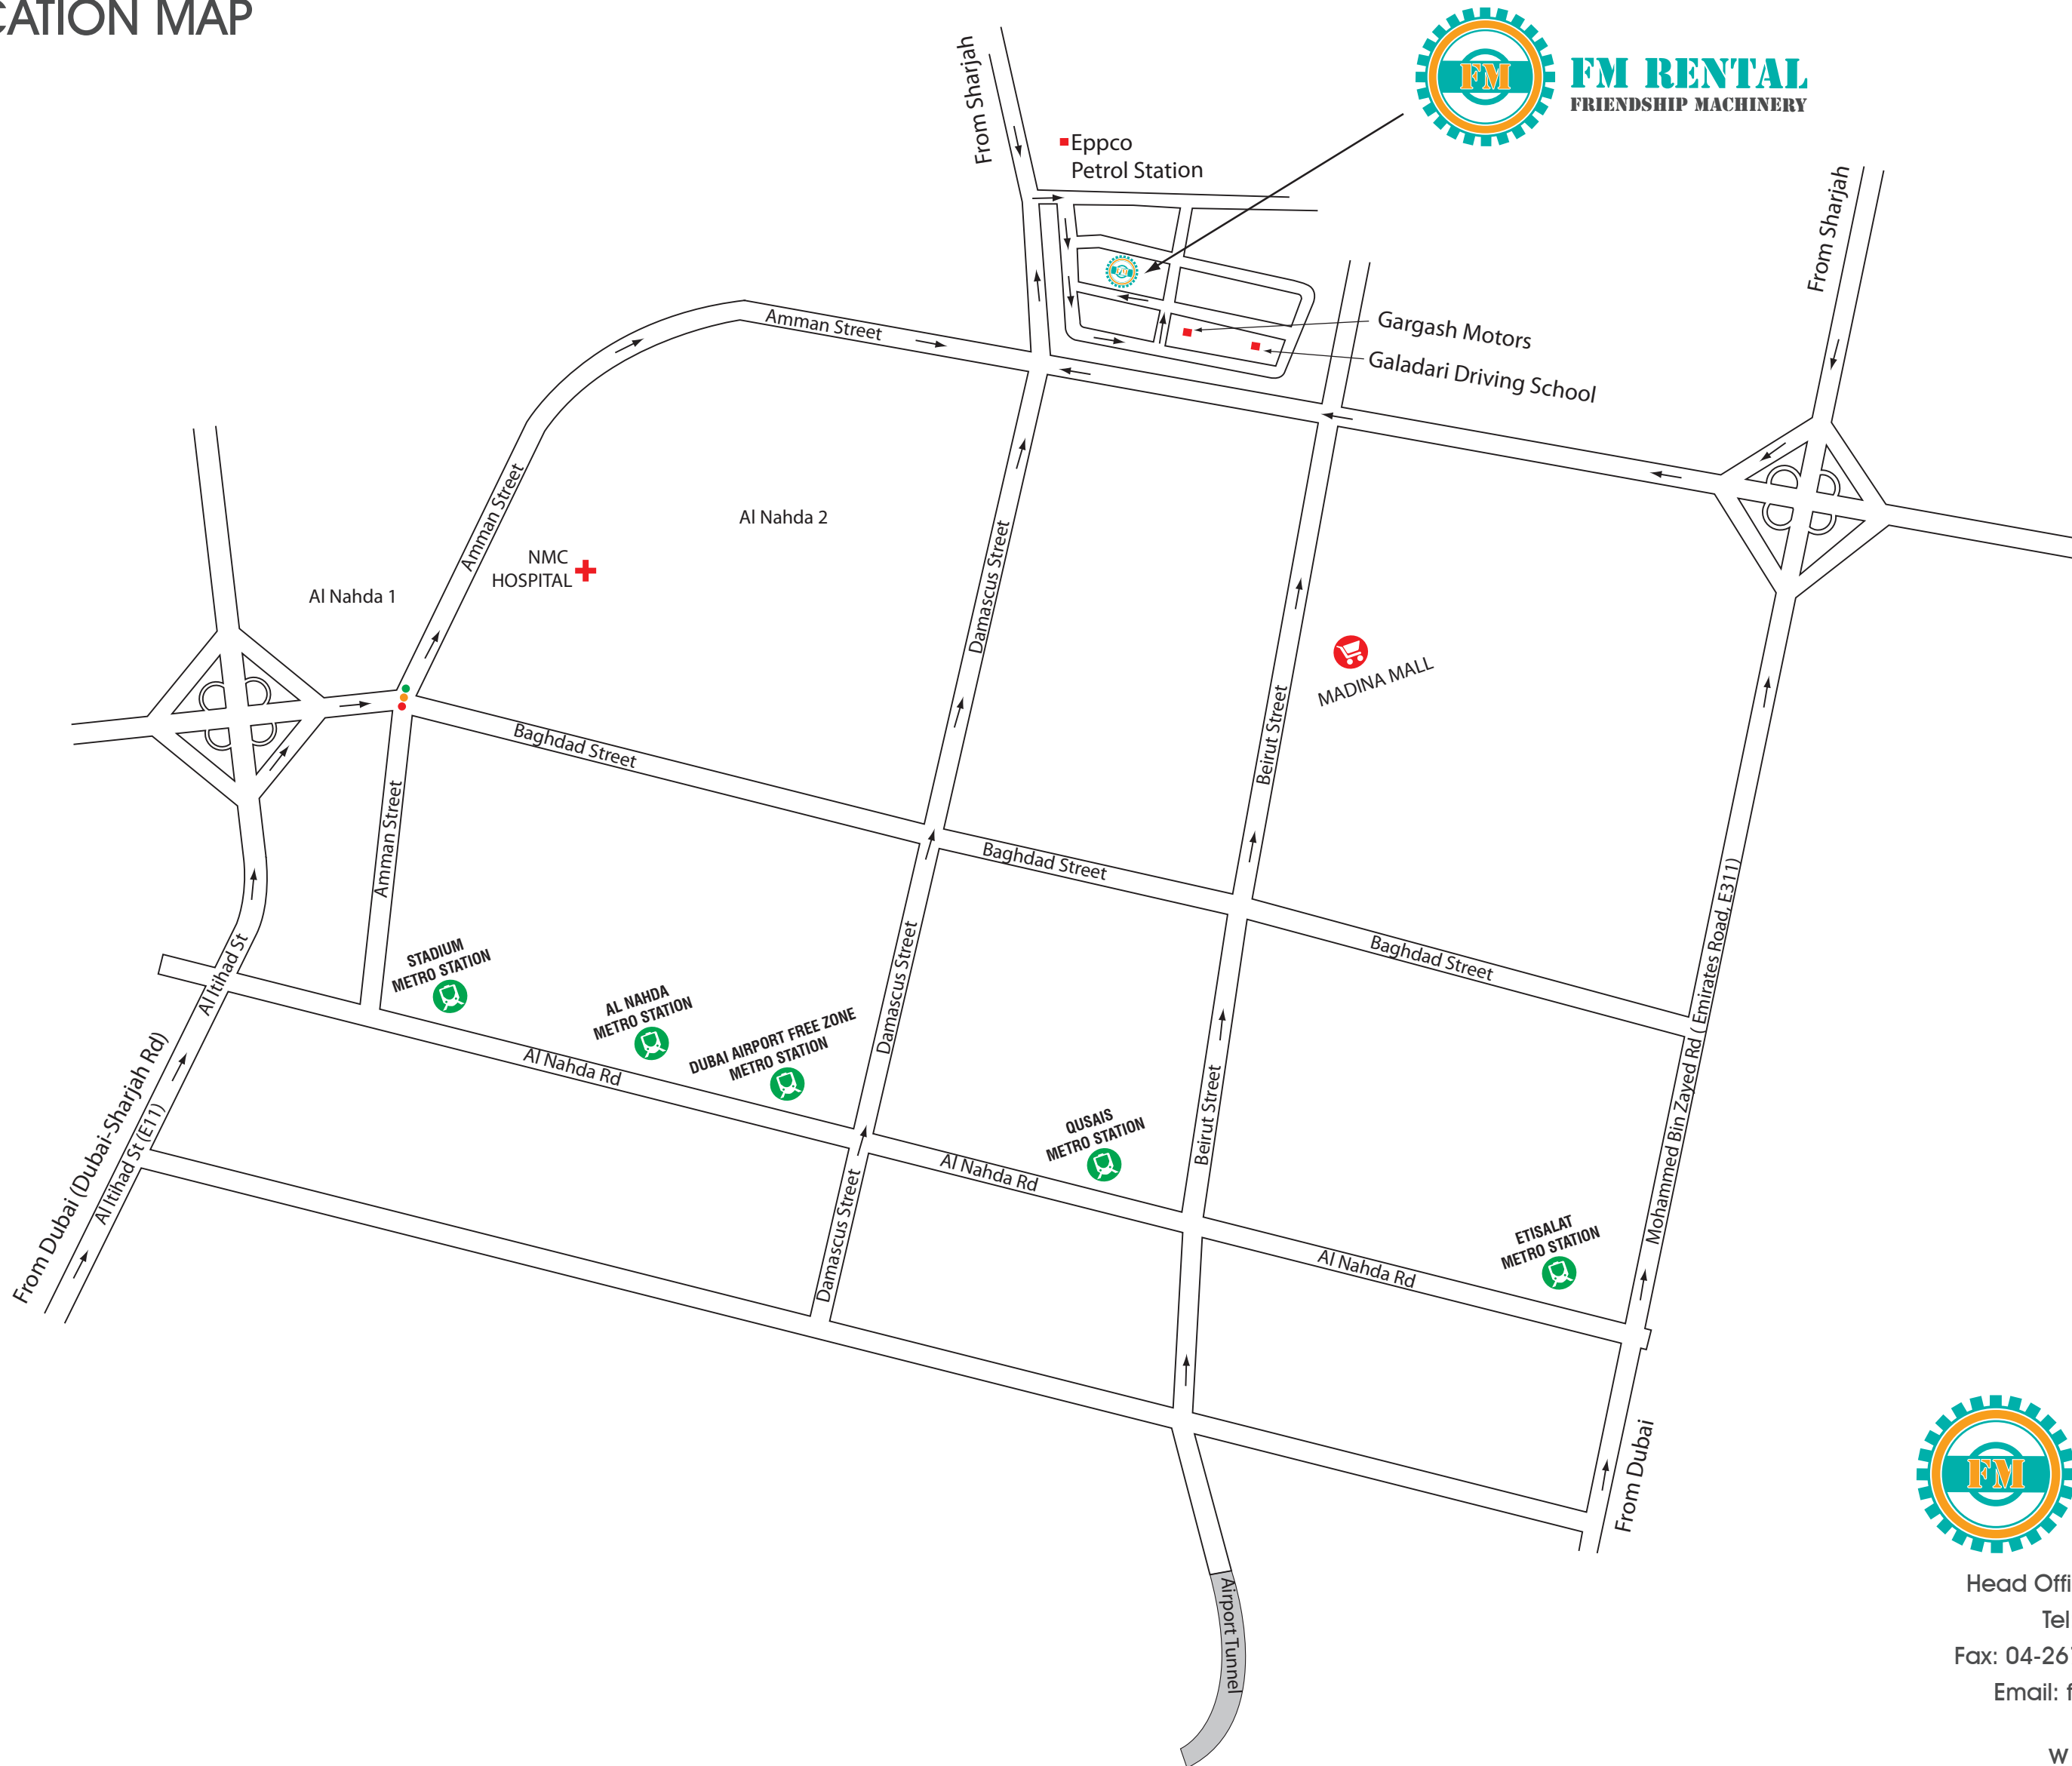 CATION MAP
FM
FM RENTAL
FRIENDSHIP MACHINERY
From Sharjah
Eppco
Petrol Station
From Sharjah
Amman Street
Gargash Motors
Galadari Driving School
Amman Street
Al Nahda 2
NMC
HOSPITAL
Al Nahda 1
Damascus Street
MADINA MALL
Beirut Street
Baghdad Street
Amman Street
Baghdad Street
Baghdad Street
Mohammed Bin Zayed Rd ( Emirates Road, E311)
STADIUM
METRO STATION
Al Itihad St
AL NAHDA
METRO STATION
DUBAI AIRPORT FREE ZONE
METRO STATION
Damascus Street
Al Nahda Rd
From Dubai (Dubai-Sharjah Rd)
Al Itihad St (E11)
QUSAIS
METRO STATION
Beirut Street
Al Nahda Rd
Damascus Street
ETISALAT
METRO STATION
Al Nahda Rd
From Dubai
FM
Airport Tunnel
Head Offi
Tel
Fax: 04-26
Email: f
w